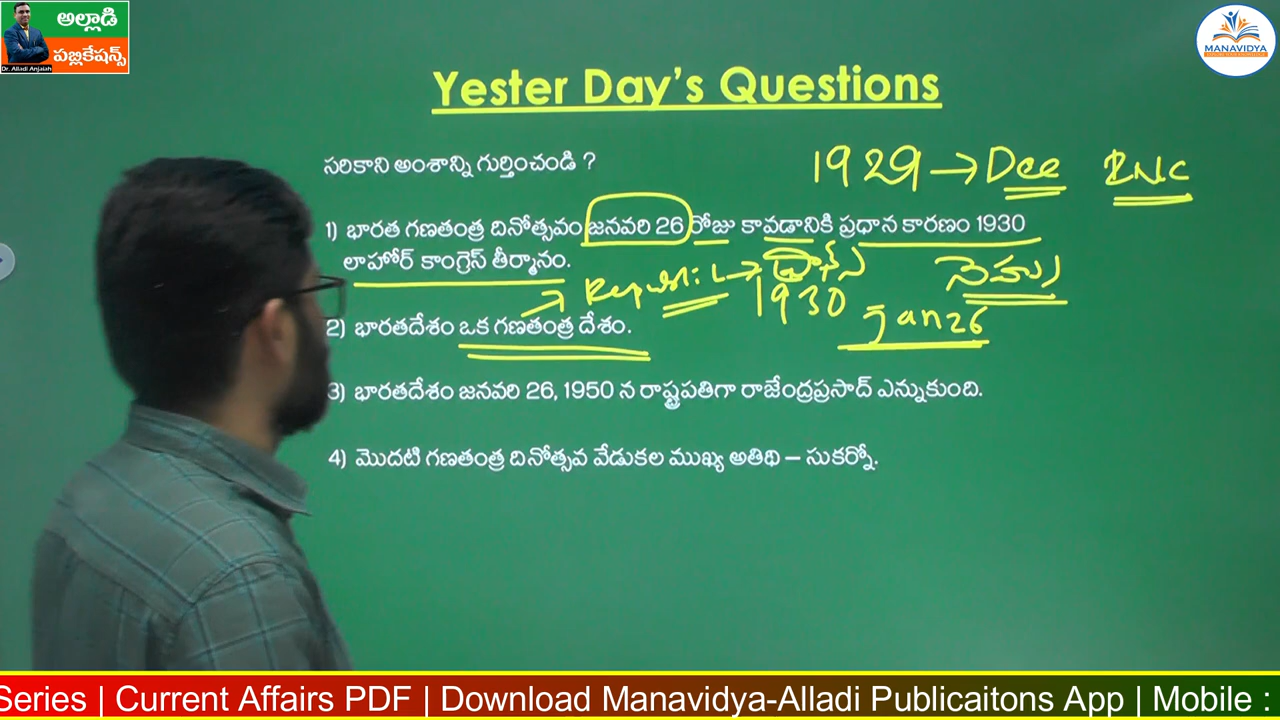 అల్లాడి
పబ్లికేషన్స్
Dr. Alladi Anjaiah
MANAVIDYA
Yester Day's Questions
సరికాని అంశాన్ని గుర్తించండి ?
1929 → Dec INC
1) భారత గణతంత్ర దినోత్సవం జనవరి 26 రోజు కావడానికి ప్రధాన కారణం 1930
లాహోర్ కాంగ్రెస్ తీర్మానం.
→ Republic → ఫ్రాన్స్ నెహ్రు
1930 = Jan 26
2) భారతదేశం ఒక గణతంత్ర దేశం.
3) భారతదేశం జనవరి 26, 1950 న రాష్ట్రపతిగా రాజేంద్రప్రసాద్ ఎన్నుకుంది.
4) మొదటి గణతంత్ర దినోత్సవ వేడుకల ముఖ్య అతిథి – సుకర్నో.
Series | Current Affairs PDF | Download Manavidya-Alladi Publicaitons App | Mobile :